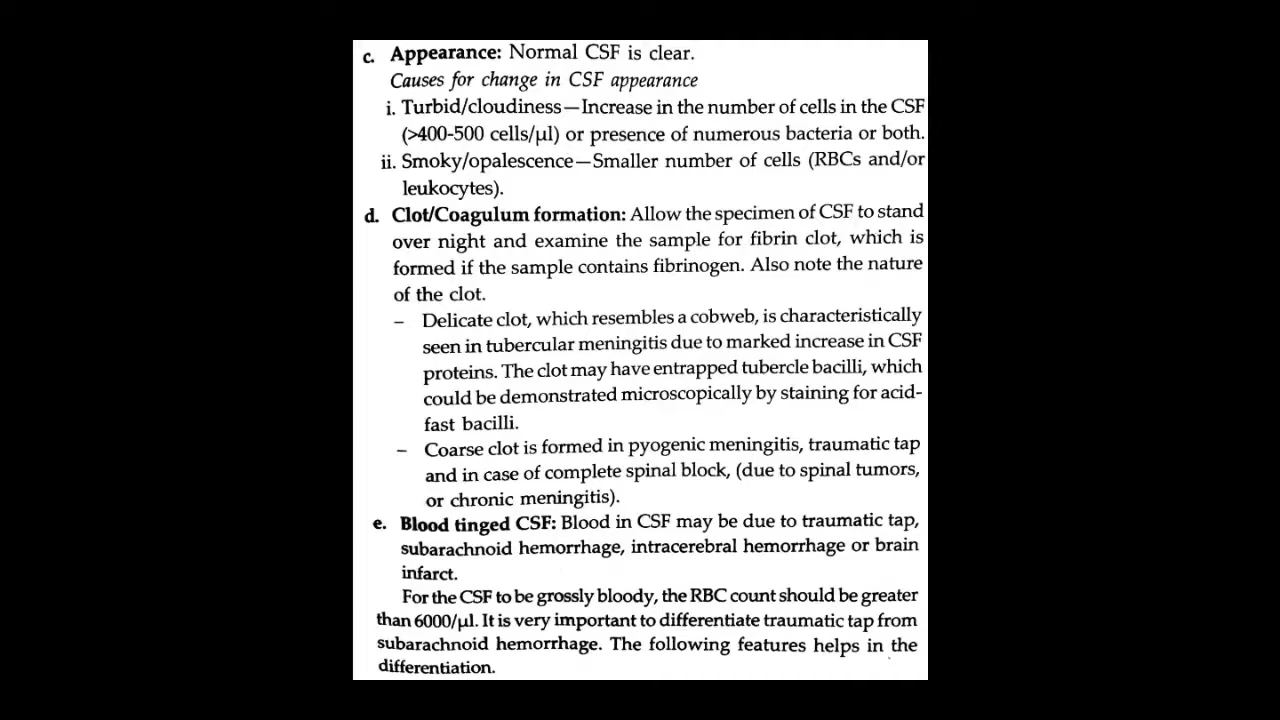 c. Appearance: Normal CSF is clear.
Causes for change in CSF appearance
i. Turbid/cloudiness—Increase in the number of cells in the CSF
(>400-500 cells/µl) or presence of numerous bacteria or both.
ii. Smoky/opalescence—Smaller number of cells (RBCs and/or
leukocytes).
d. Clot/Coagulum formation: Allow the specimen of CSF to stand
over night and examine the sample for fibrin clot, which is
formed if the sample contains fibrinogen. Also note the nature
of the clot.
– Delicate clot, which resembles a cobweb, is characteristically
seen in tubercular meningitis due to marked increase in CSF
proteins. The clot may have entrapped tubercle bacilli, which
could be demonstrated microscopically by staining for acid-
fast bacilli.
– Coarse clot is formed in pyogenic meningitis, traumatic tap
and in case of complete spinal block, (due to spinal tumors,
or chronic meningitis).
e. Blood tinged CSF: Blood in CSF may be due to traumatic tap,
subarachnoid hemorrhage, intracerebral hemorrhage or brain
infarct.
For the CSF to be grossly bloody, the RBC count should be greater
than 6000/µl. It is very important to differentiate traumatic tap from
subarachnoid hemorrhage. The following features helps in the
differentiation.